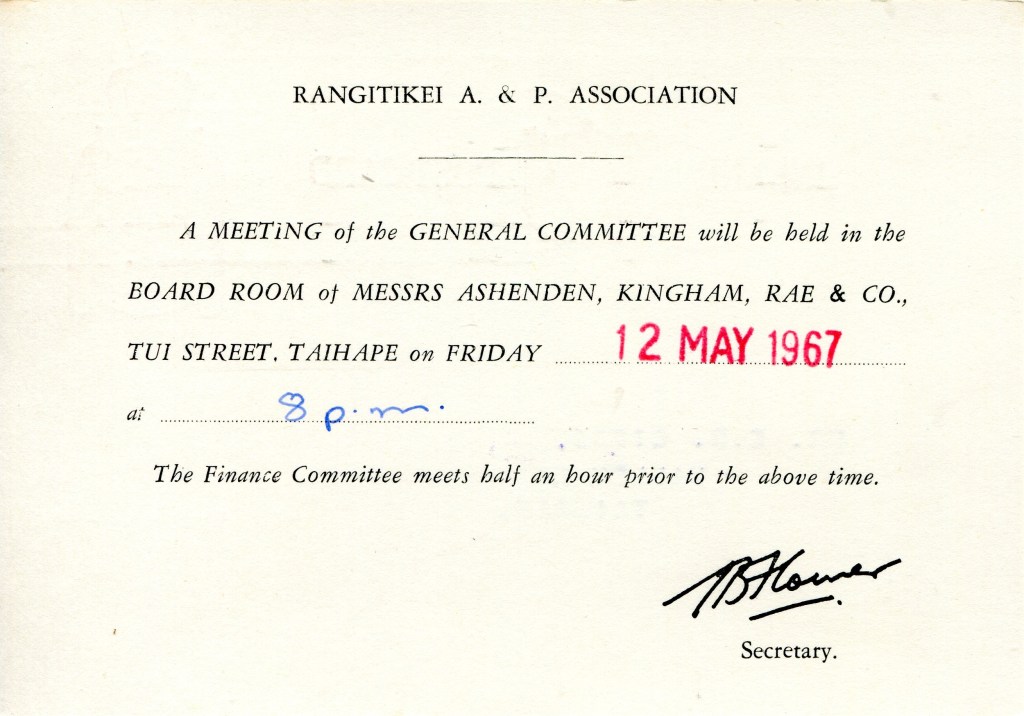 RANGITIKEI A. & P. ASSOCIATION
A MEETING of the GENERAL COMMITTEE will be held in the
BOARD ROOM of MESSRS ASHENDEN, KINGHAM, RAE & CO.,
TUI STREET, TAIHAPE on FRIDAY 12 MAY 1967
at 8 p.m.
The Finance Committee meets half an hour prior to the above time.
Secretary.